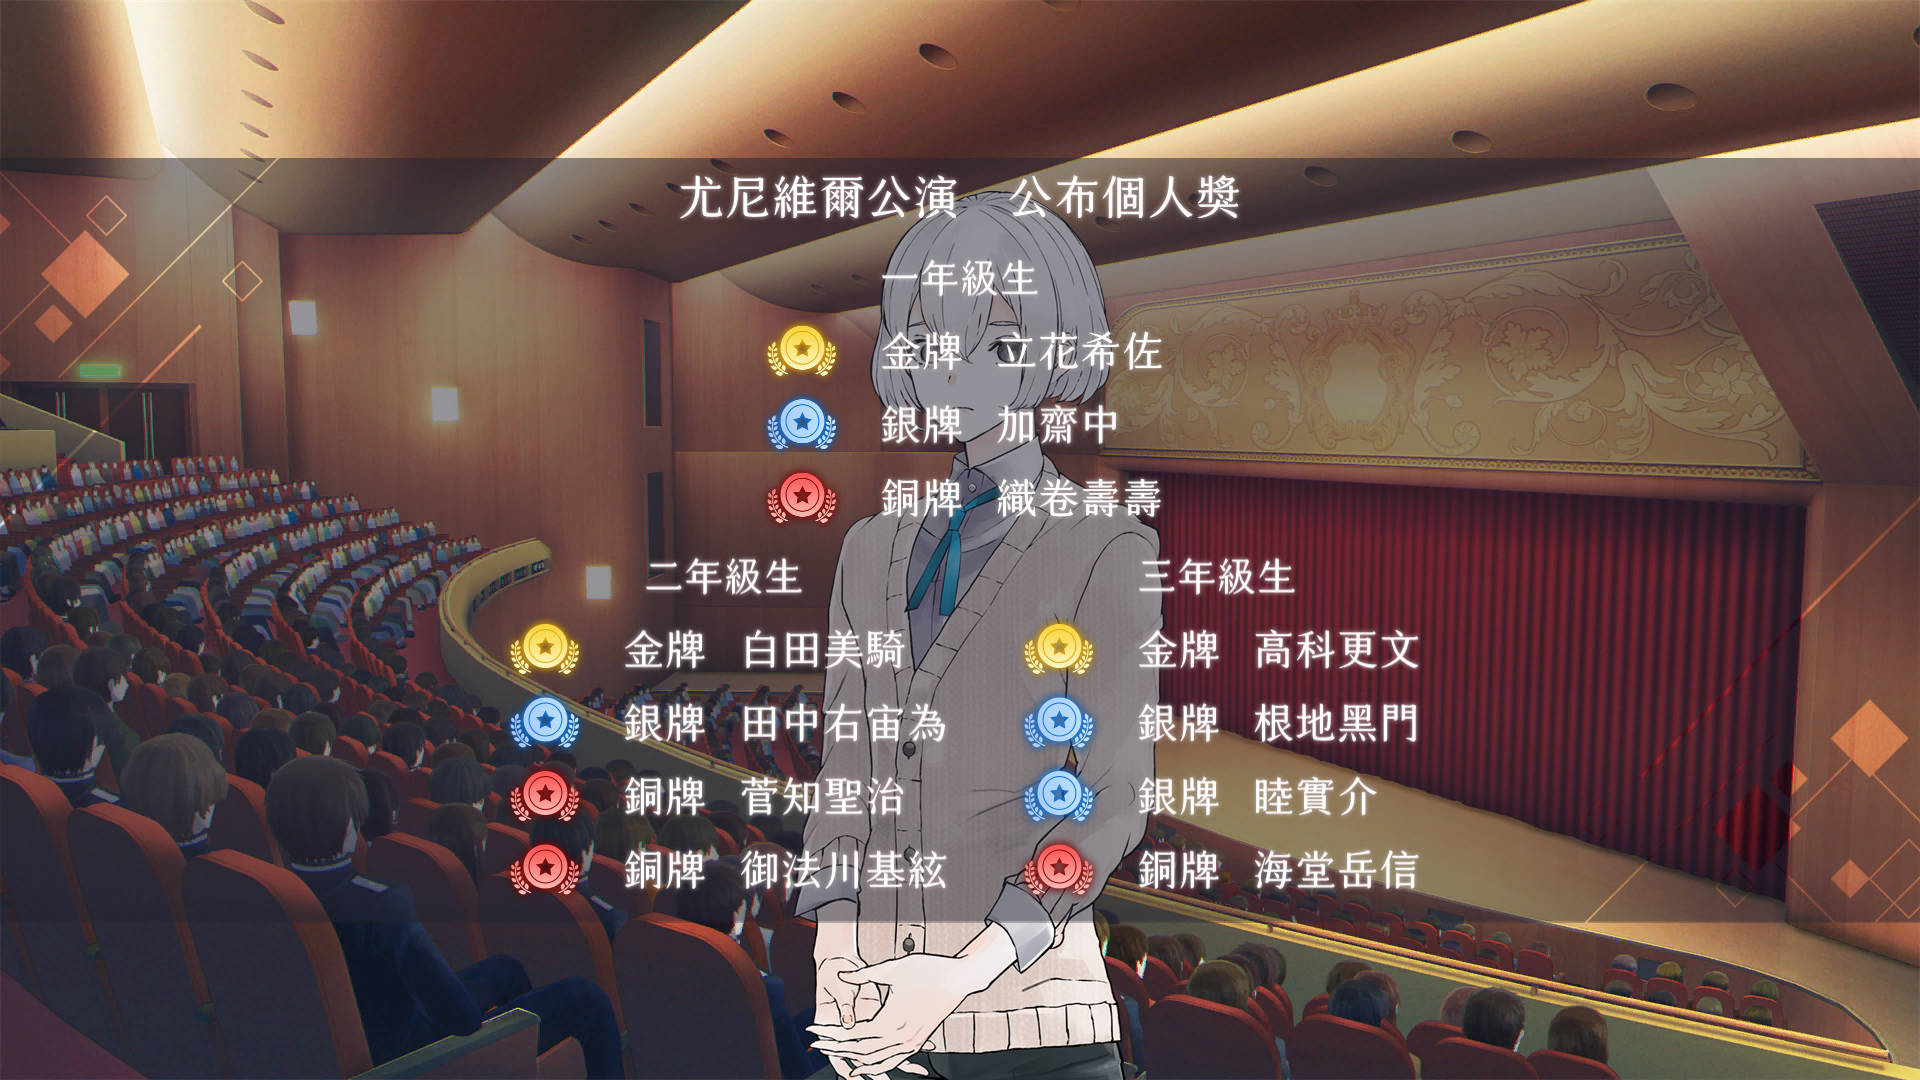 尤尼維爾公演　公布個人獎
一年級生
金牌　立花希佐
銀牌　加齋中
銅牌　織卷壽壽
二年級生
金牌　白田美騎
銀牌　田中右宙為
銅牌　菅知聖治
銅牌　御法川基絃
三年級生
金牌　高科更文
銀牌　根地黑門
銀牌　睦實介
銅牌　海堂岳信